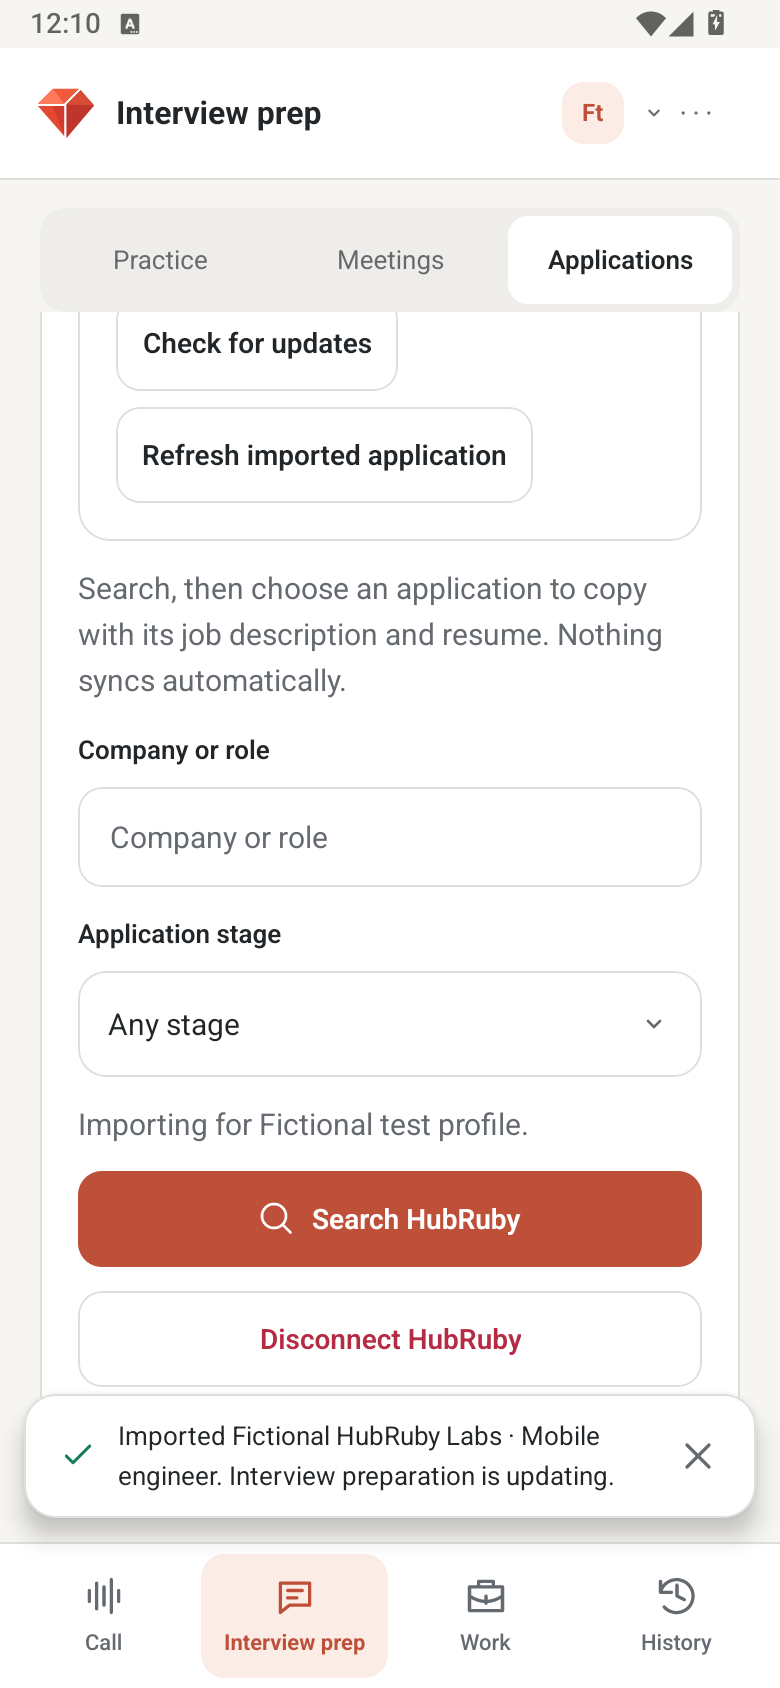 12:10
A
Interview prep
Ft
Practice
Meetings
Applications
Check for updates
Refresh imported application
Search, then choose an application to copy
with its job description and resume. Nothing
syncs automatically.
Company or role
Company or role
Application stage
Any stage
Importing for Fictional test profile.
Search HubRuby
Disconnect HubRuby
Imported Fictional HubRuby Labs · Mobile
engineer. Interview preparation is updating.
Call
Interview prep
Work
History